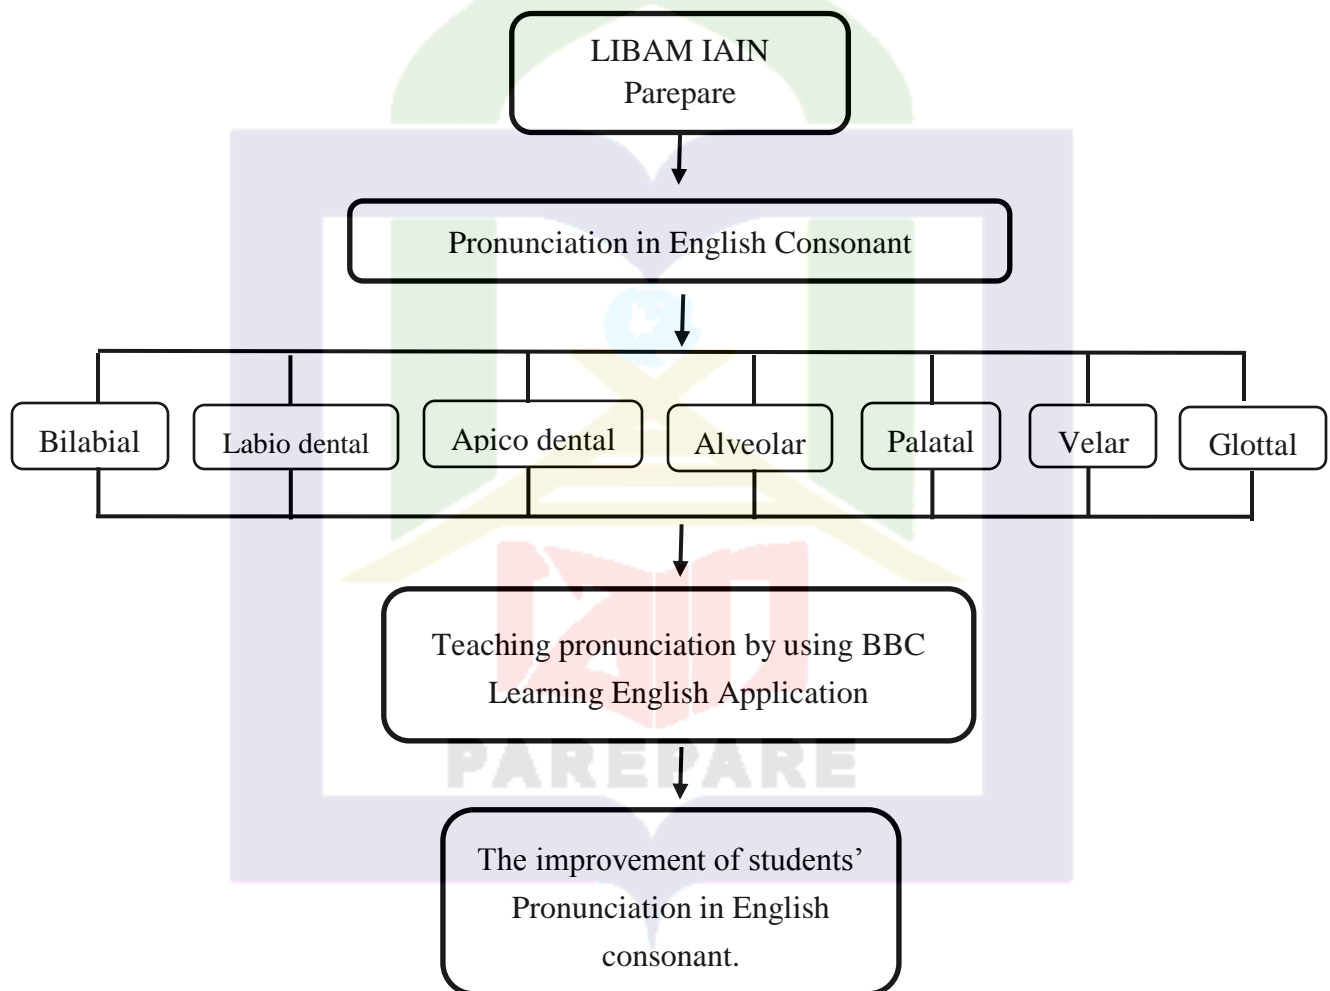 LIBAM IAIN
Parepare
Pronunciation in English Consonant
Bilabial
Labio dental
Apico dental
Alveolar
Palatal
Velar
Glottal
Teaching pronunciation by using BBC
Learning English Application
PAREPARE
The improvement of students’
Pronunciation in English
consonant.